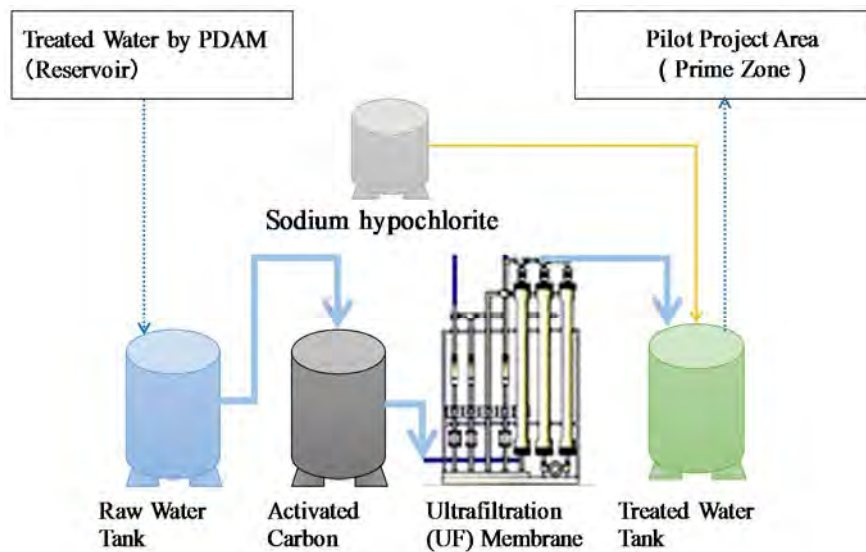 Treated Water by PDAM
（Reservoir）
Pilot Project Area
( Prime Zone )
Sodium hypochlorite
Raw Water
Tank
Activated
Carbon
Ultrafiltration
(UF) Membrane
Treated Water
Tank